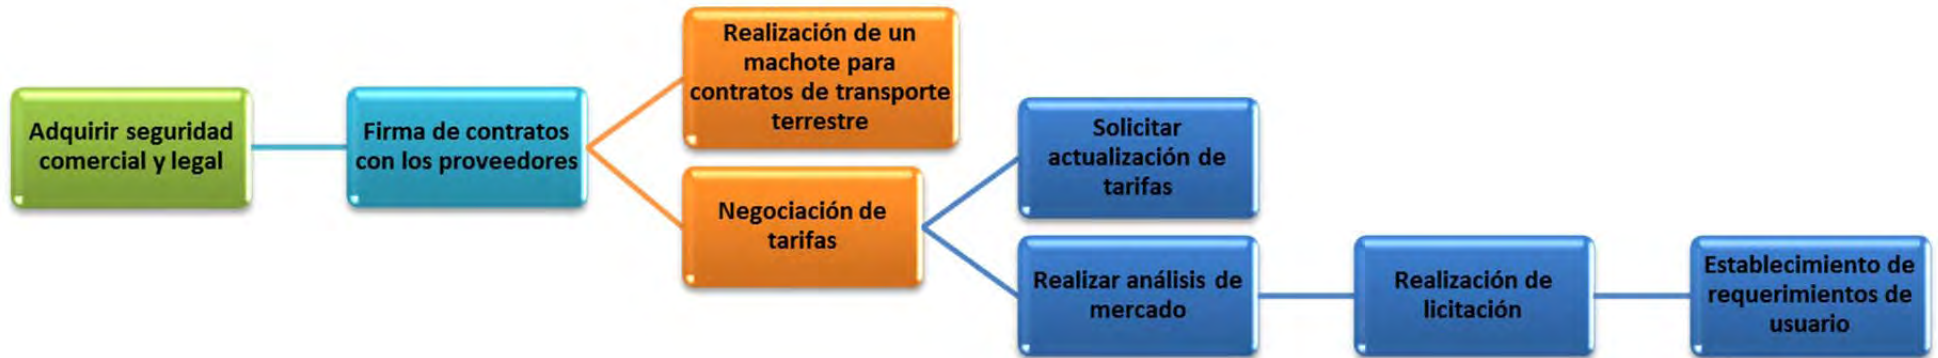 Adquirir seguridad
comercial y legal
Firma de contratos
con los proveedores
Realización de un
machote para
contratos de transporte
terrestre
Negociación de
tarifas
Solicitar
actualización de
tarifas
Realizar análisis de
mercado
Realización de
licitación
Establecimiento de
requerimientos de
usuario